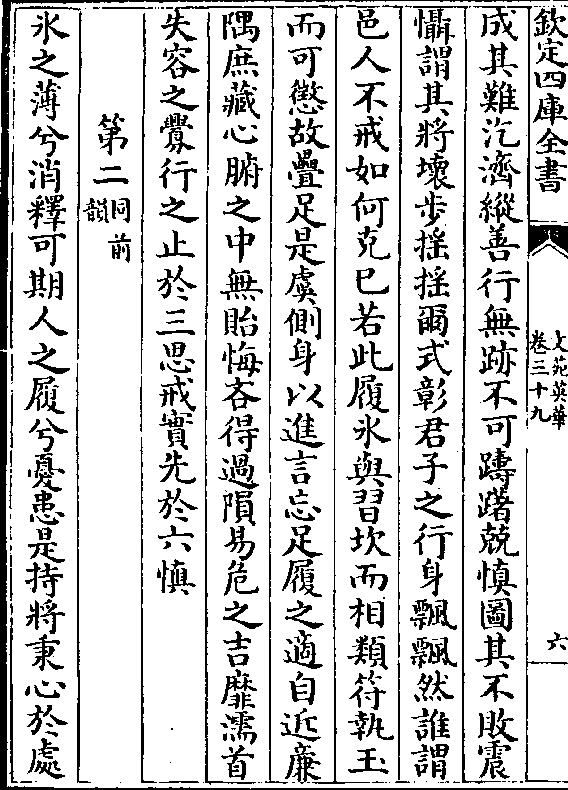 欽定四庫全書
文苑英華
卷三十九
六
成其難汔濟縱善行無跡不可躊躇兢慎圖其不敗震
懾謂其將壞步搖搖爾式彰君子之行身飄飄然誰謂
邑人不戒如何克巳若此履氷與習坎而相類符執玉
而可懲故疊足是虞側身以進言忘足履之適自近廉
隅庶藏心腑之中無貽悔吝得過隕易危之吉靡濡首
失容之釁行之止於三思戒實先於六慎
第二同前韻
氷之薄兮消釋可期人之履兮憂患是持將秉心於處